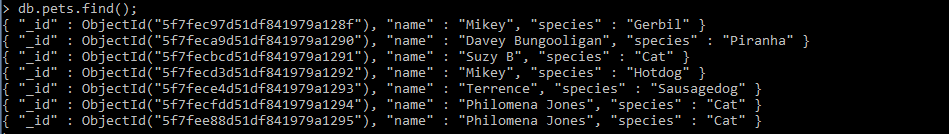 > db.pets.find();
{ "_id" : ObjectId("5f7fec97d51df841979a128f"), "name" : "Mikey", "species" : "Gerbil" }
{ "_id" : ObjectId("5f7feca9d51df841979a1290"), "name" : "Davey Bungooligan", "species" : "Piranha" }
{ "_id" : ObjectId("5f7fecbcd51df841979a1291"), "name" : "Suzy B", "species" : "Cat" }
{ "_id" : ObjectId("5f7fecd3d51df841979a1292"), "name" : "Mikey", "species" : "Hotdog" }
{ "_id" : ObjectId("5f7fece4d51df841979a1293"), "name" : "Terrence", "species" : "Sausagedog" }
{ "_id" : ObjectId("5f7fecfdd51df841979a1294"), "name" : "Philomena Jones", "species" : "Cat" }
{ "_id" : ObjectId("5f7fee88d51df841979a1295"), "name" : "Philomena Jones", "species" : "Cat" }